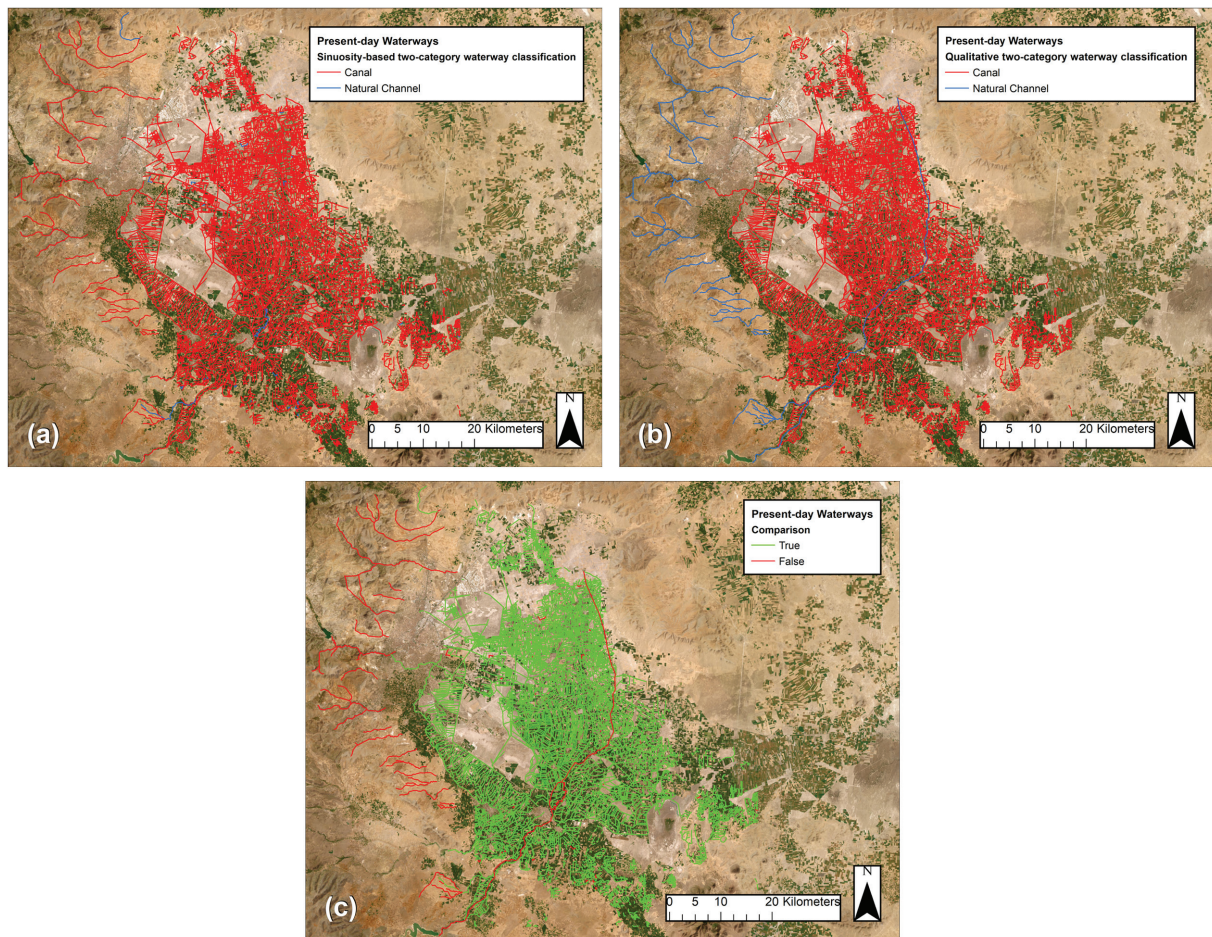 Present-day Waterways
Sinuosity-based two-category waterway classification
Canal
Natural Channel
N
0 5 10 20 Kilometers
(a)
Present-day Waterways
Qualitative two-category waterway classification
Canal
Natural Channel
N
0 5 10 20 Kilometers
(b)
Present-day Waterways
Comparison
True
False
N
0 5 10 20 Kilometers
(c)